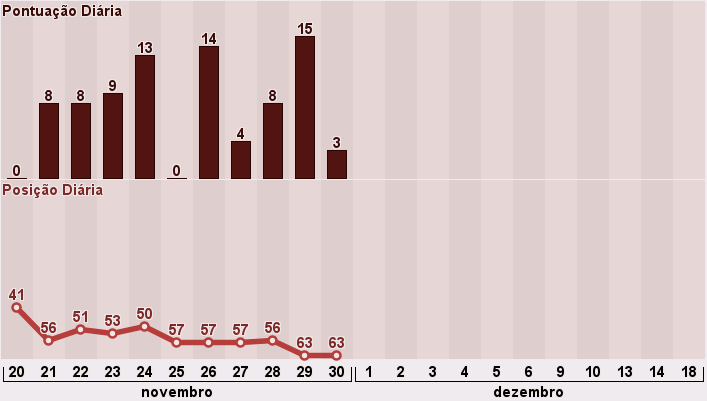 Pontuação Diária
0 8 8 9 13 0 14 4 8 15 3
Posição Diária
41 56 51 53 50 57 57 57 56 63 63
20 21 22 23 24 25 26 27 28 29 30 1 2 3 4 5 6 9 10 13 14 18
novembro dezembro